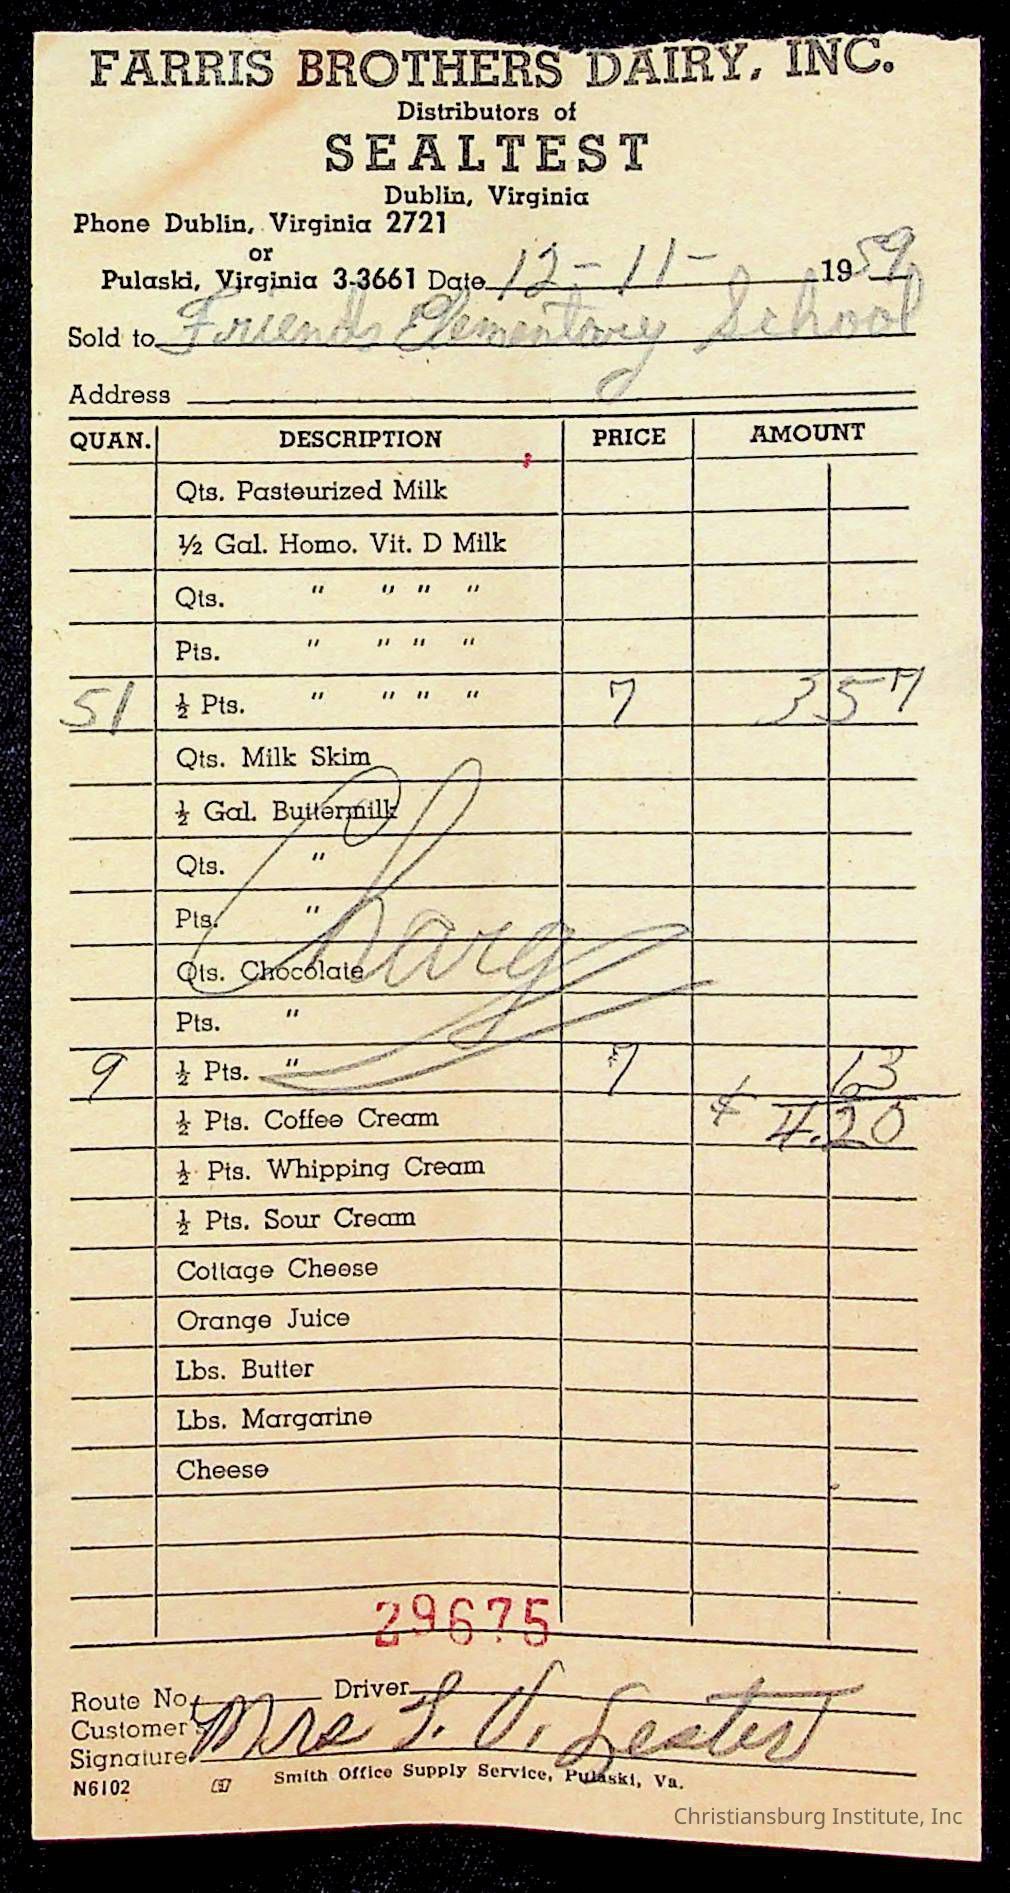 FARRIS BROTHERS DAIRY, INC.
Distributors of
SEALTEST
Dublin, Virginia
Phone Dublin, Virginia 2721
or
Pulaski, Virginia 3-3661 Date 12-11- 1959
Sold to Friends Elementary School
Address
QUAN. DESCRIPTION PRICE AMOUNT
Qts. Pasteurized Milk
½ Gal. Homo. Vit. D Milk
Qts. " " " "
Pts. " " " "
51 ½ Pts. " " " " 7 3 57
Qts. Milk Skim
½ Gal. Buttermilk
Qts. "
Pts. "
Charg
Qts. Chocolate
Pts. "
9 ½ Pts. " 7 63
½ Pts. Coffee Cream $ 4.20
½ Pts. Whipping Cream
½ Pts. Sour Cream
Cottage Cheese
Orange Juice
Lbs. Butter
Lbs. Margarine
Cheese
29675
Route No. Driver
Customer's
Signature Mrs L. V. Lester
N6102 Smith Office Supply Service, Pulaski, Va.
Christiansburg Institute, Inc